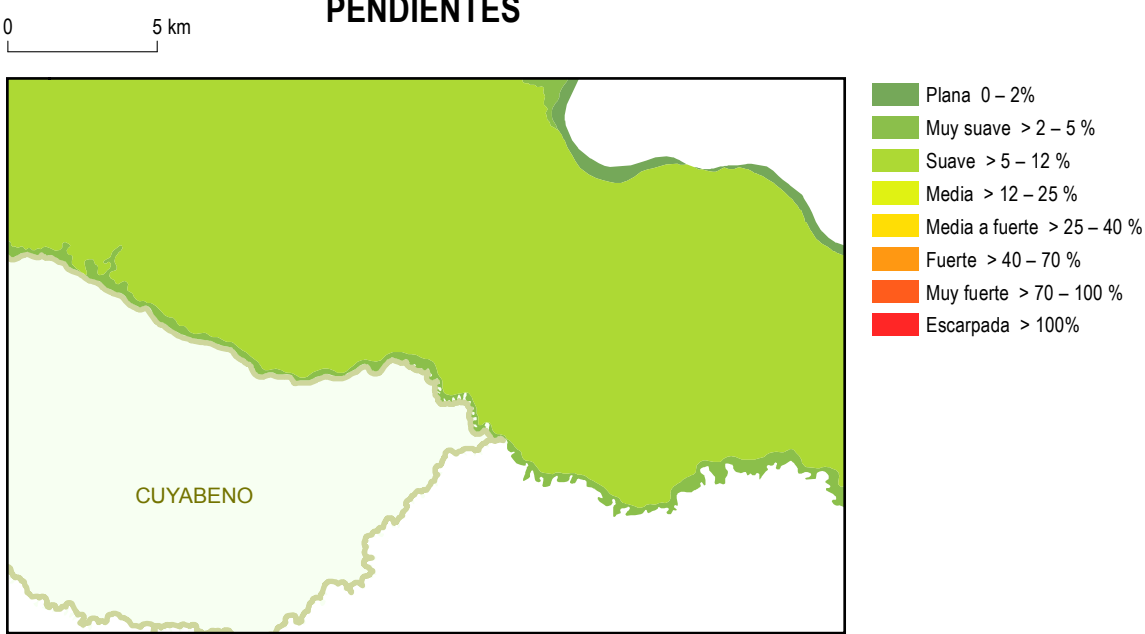 PENDIENTES
0 5 km
Plana 0 – 2%
Muy suave > 2 – 5 %
Suave > 5 – 12 %
Media > 12 – 25 %
Media a fuerte > 25 – 40 %
Fuerte > 40 – 70 %
Muy fuerte > 70 – 100 %
Escarpada > 100%
CUYABENO